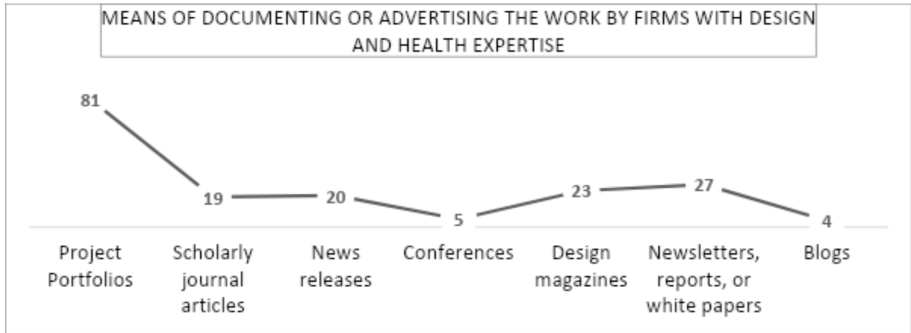 MEANS OF DOCUMENTING OR ADVERTISING THE WORK BY FIRMS WITH DESIGN
AND HEALTH EXPERTISE
81
19
20
5
23
27
4
Project
Portfolios
Scholarly
journal
articles
News
releases
Conferences
Design
magazines
Newsletters,
reports, or
white papers
Blogs